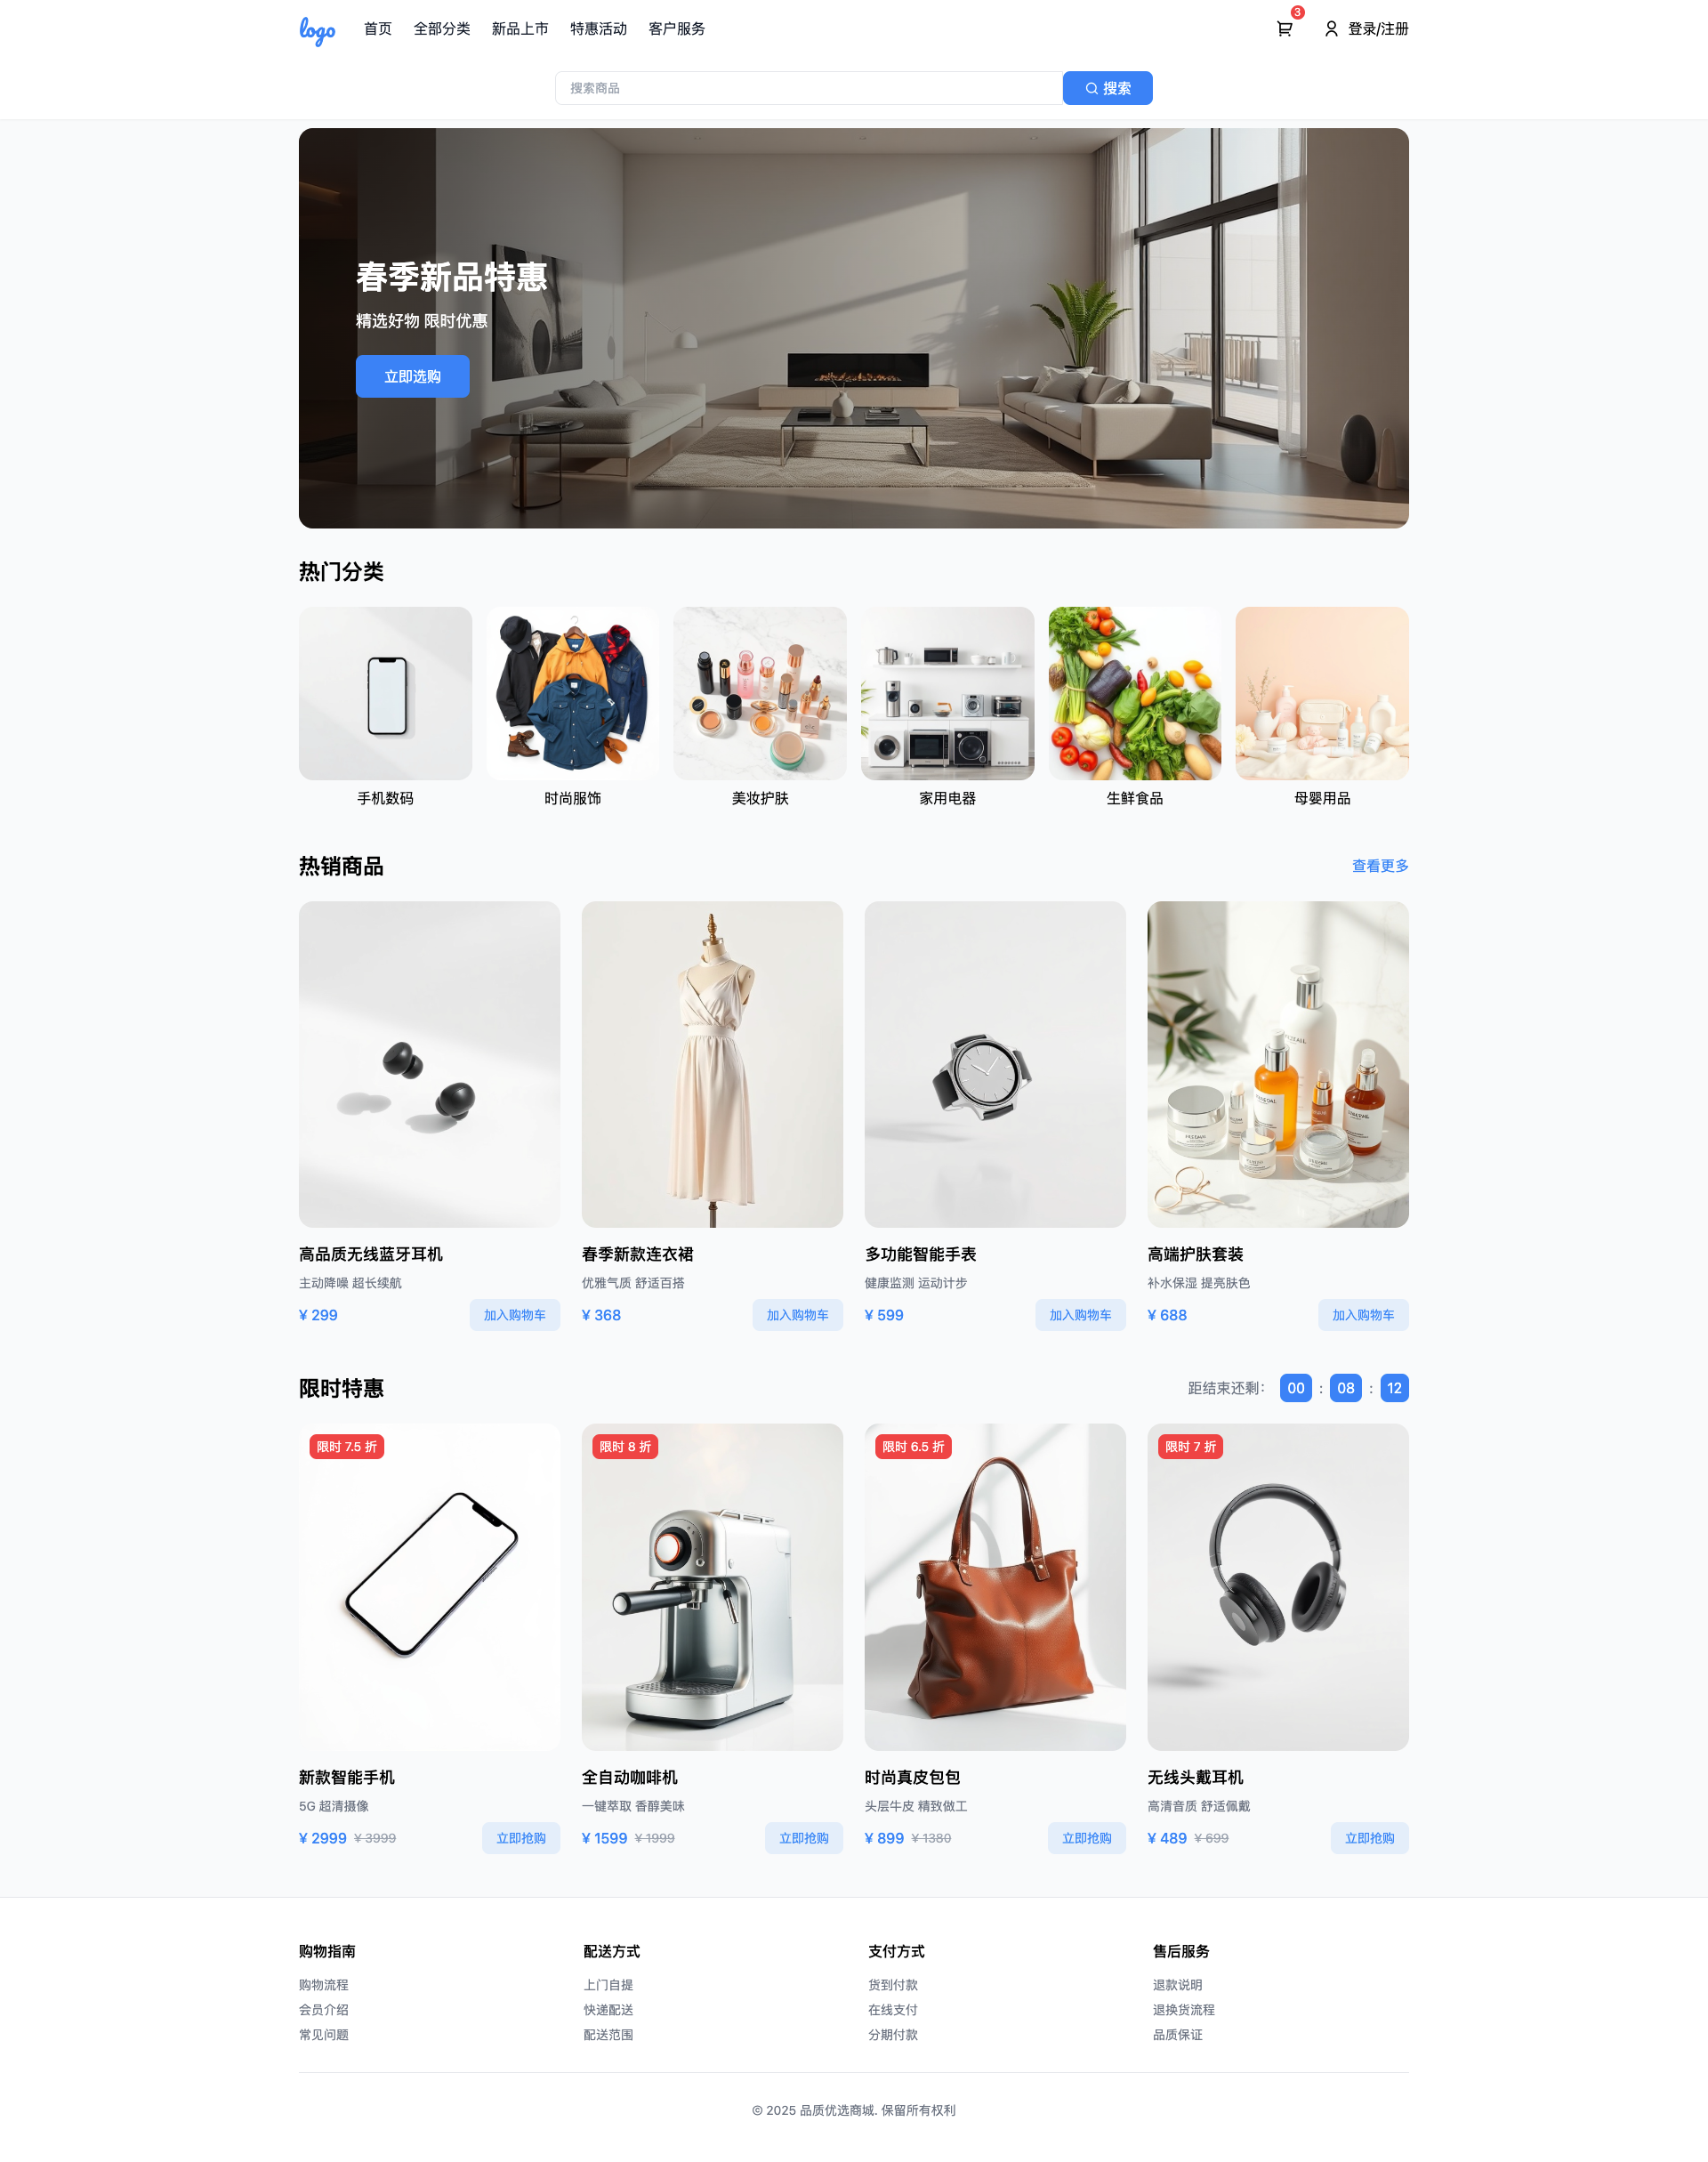 logo
首页 全部分类 新品上市 特惠活动 客户服务
3
登录/注册
搜索商品
搜索
春季新品特惠
精选好物 限时优惠
立即选购
热门分类
手机数码 时尚服饰 美妆护肤 家用电器 生鲜食品 母婴用品
热销商品
查看更多
高品质无线蓝牙耳机
主动降噪 超长续航
¥ 299 加入购物车
春季新款连衣裙
优雅气质 舒适百搭
¥ 368 加入购物车
多功能智能手表
健康监测 运动计步
¥ 599 加入购物车
高端护肤套装
补水保湿 提亮肤色
¥ 688 加入购物车
限时特惠
距结束还剩: 00 : 08 : 12
限时 7.5 折
新款智能手机
5G 超清摄像
¥ 2999 ¥ 3999 立即抢购
限时 8 折
全自动咖啡机
一键萃取 香醇美味
¥ 1599 ¥ 1999 立即抢购
限时 6.5 折
时尚真皮包包
头层牛皮 精致做工
¥ 899 ¥ 1380 立即抢购
限时 7 折
无线头戴耳机
高清音质 舒适佩戴
¥ 489 ¥ 699 立即抢购
购物指南
购物流程
会员介绍
常见问题
配送方式
上门自提
快递配送
配送范围
支付方式
货到付款
在线支付
分期付款
售后服务
退款说明
退换货流程
品质保证
© 2025 品质优选商城. 保留所有权利